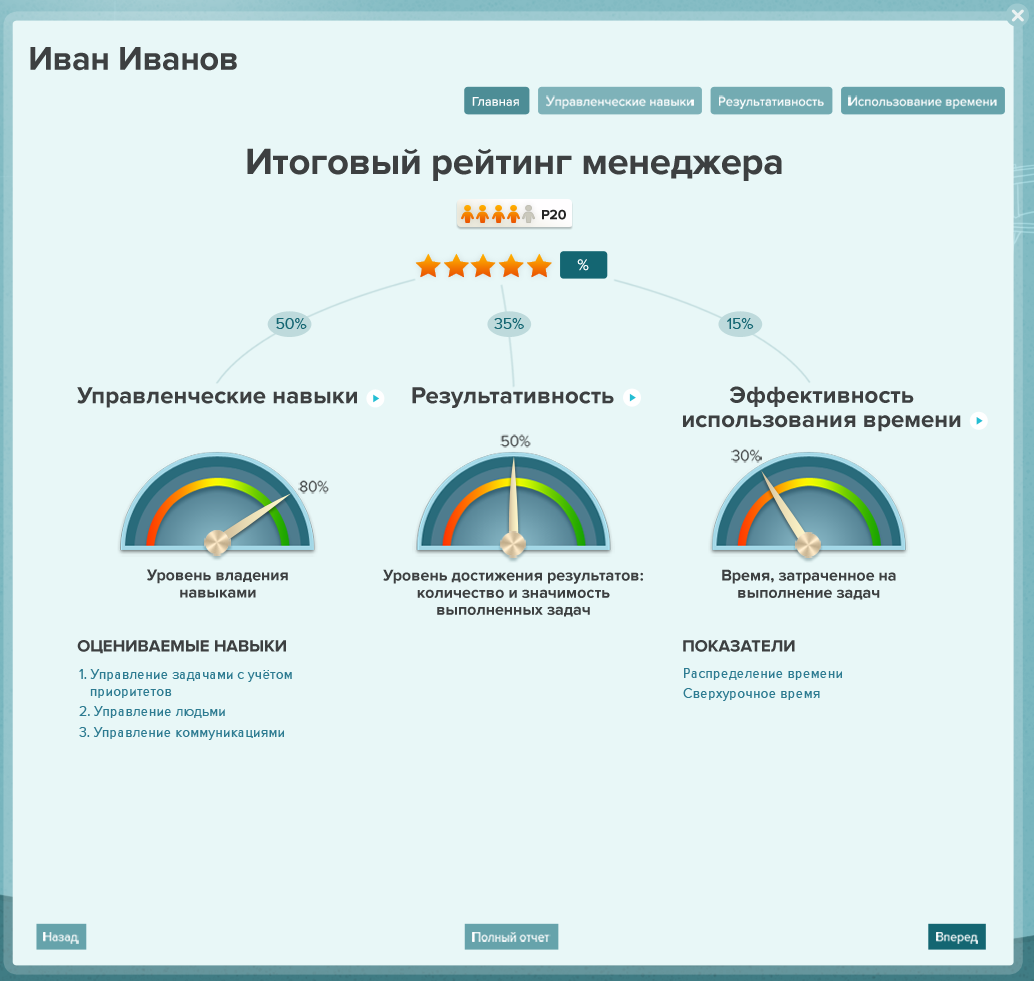 Иван Иванов
Главная
Управленческие навыки
Результативность
Использование времени
Итоговый рейтинг менеджера
P20
%
50%
35%
15%
Управленческие навыки
Результативность
Эффективность
использования времени
80%
50%
30%
Уровень владения
навыками
Уровень достижения результатов:
количество и значимость
выполненных задач
Время, затраченное на
выполнение задач
ОЦЕНИВАЕМЫЕ НАВЫКИ
1. Управление задачами с учётом
приоритетов
2. Управление людьми
3. Управление коммуникациями
ПОКАЗАТЕЛИ
Распределение времени
Сверхурочное время
Назад
Полный отчет
Вперед